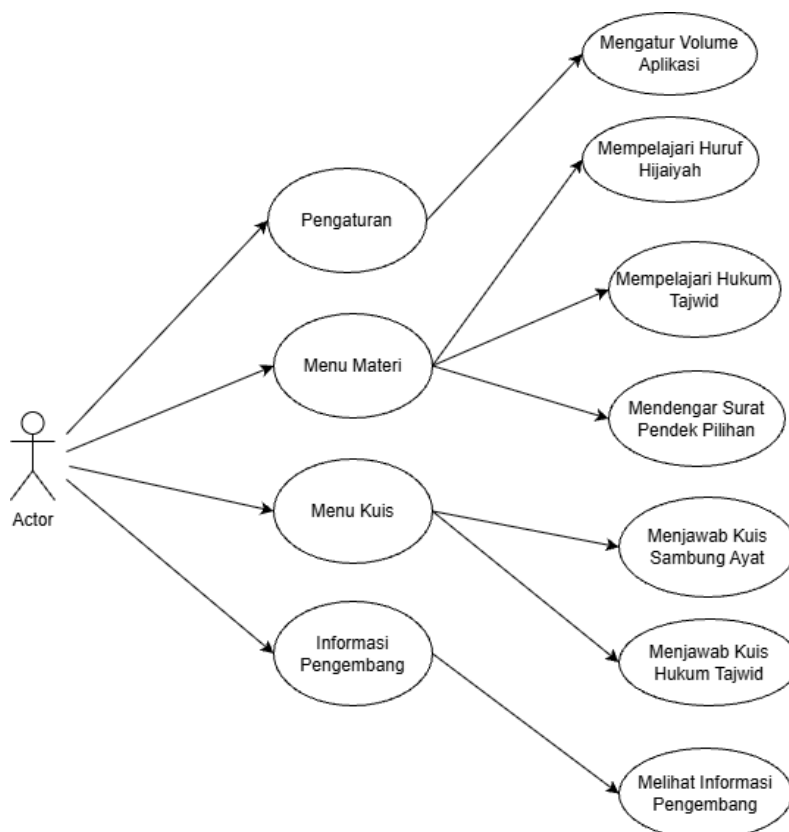 Mengatur Volume
Aplikasi
Mempelajari Huruf
Hijaiyah
Pengaturan
Mempelajari Hukum
Tajwid
Menu Materi
Mendengar Surat
Pendek Pilihan
Actor
Menu Kuis
Menjawab Kuis
Sambung Ayat
Informasi
Pengembang
Menjawab Kuis
Hukum Tajwid
Melihat Informasi
Pengembang